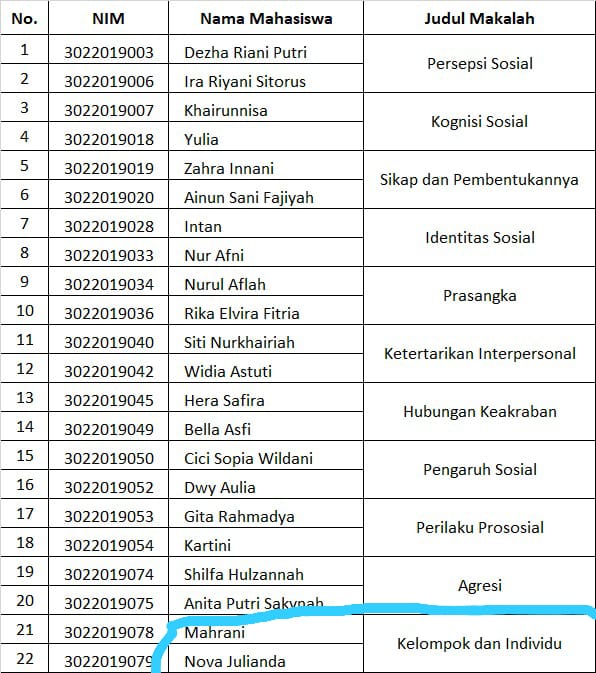 No. NIM Nama Mahasiswa Judul Makalah
1 3022019003 Dezha Riani Putri Persepsi Sosial
2 3022019006 Ira Riyani Sitorus
3 3022019007 Khairunnisa Kognisi Sosial
4 3022019018 Yulia
5 3022019019 Zahra Innani Sikap dan Pembentukannya
6 3022019020 Ainun Sani Fajiyah
7 3022019028 Intan Identitas Sosial
8 3022019033 Nur Afni
9 3022019034 Nurul Aflah Prasangka
10 3022019036 Rika Elvira Fitria
11 3022019040 Siti Nurkhairiah Ketertarikan Interpersonal
12 3022019042 Widia Astuti
13 3022019045 Hera Safira Hubungan Keakraban
14 3022019049 Bella Asfi
15 3022019050 Cici Sopia Wildani Pengaruh Sosial
16 3022019052 Dwy Aulia
17 3022019053 Gita Rahmadya Perilaku Prososial
18 3022019054 Kartini
19 3022019074 Shilfa Hulzannah Agresi
20 3022019075 Anita Putri Sakynah
21 3022019078 Mahrani Kelompok dan Individu
22 3022019079 Nova Julianda